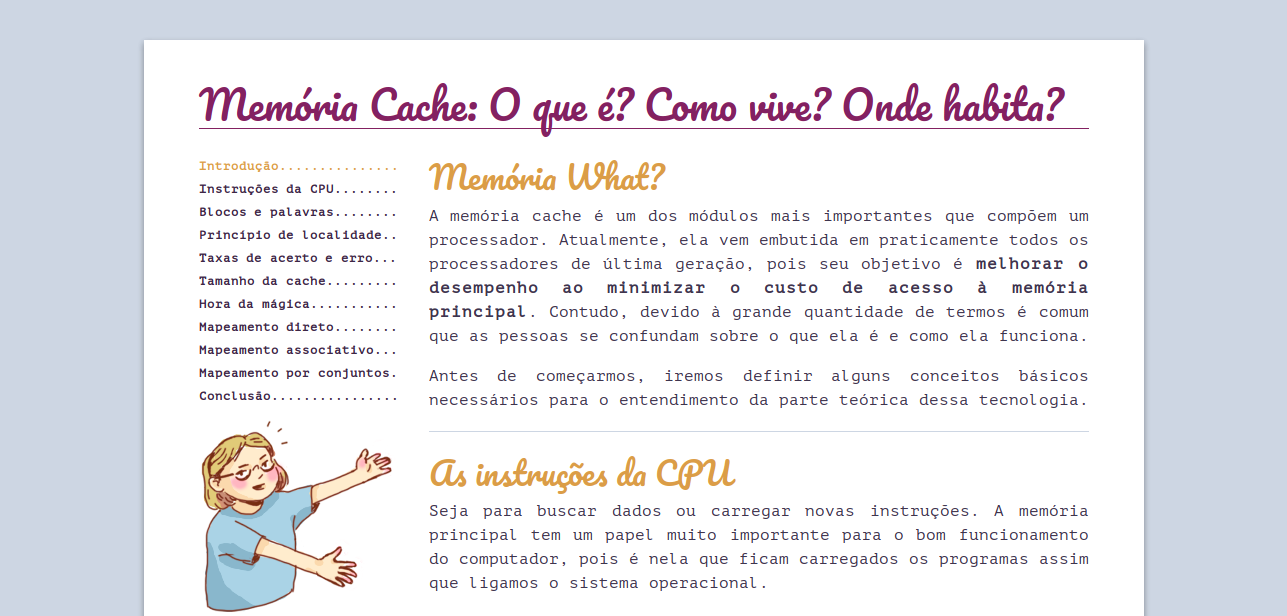 Memória Cache: O que é? Como vive? Onde habita?
Introdução...............
Instruções da CPU........
Blocos e palavras........
Princípio de localidade..
Taxas de acerto e erro...
Tamanho da cache.........
Hora da mágica...........
Mapeamento direto........
Mapeamento associativo...
Mapeamento por conjuntos.
Conclusão................
Memória What?
A memória cache é um dos módulos mais importantes que compõem um
processador. Atualmente, ela vem embutida em praticamente todos os
processadores de última geração, pois seu objetivo é melhorar o
desempenho ao minimizar o custo de acesso à memória
principal. Contudo, devido à grande quantidade de termos é comum
que as pessoas se confundam sobre o que ela é e como ela funciona.
Antes de começarmos, iremos definir alguns conceitos básicos
necessários para o entendimento da parte teórica dessa tecnologia.
As instruções da CPU
Seja para buscar dados ou carregar novas instruções. A memória
principal tem um papel muito importante para o bom funcionamento
do computador, pois é nela que ficam carregados os programas assim
que ligamos o sistema operacional.